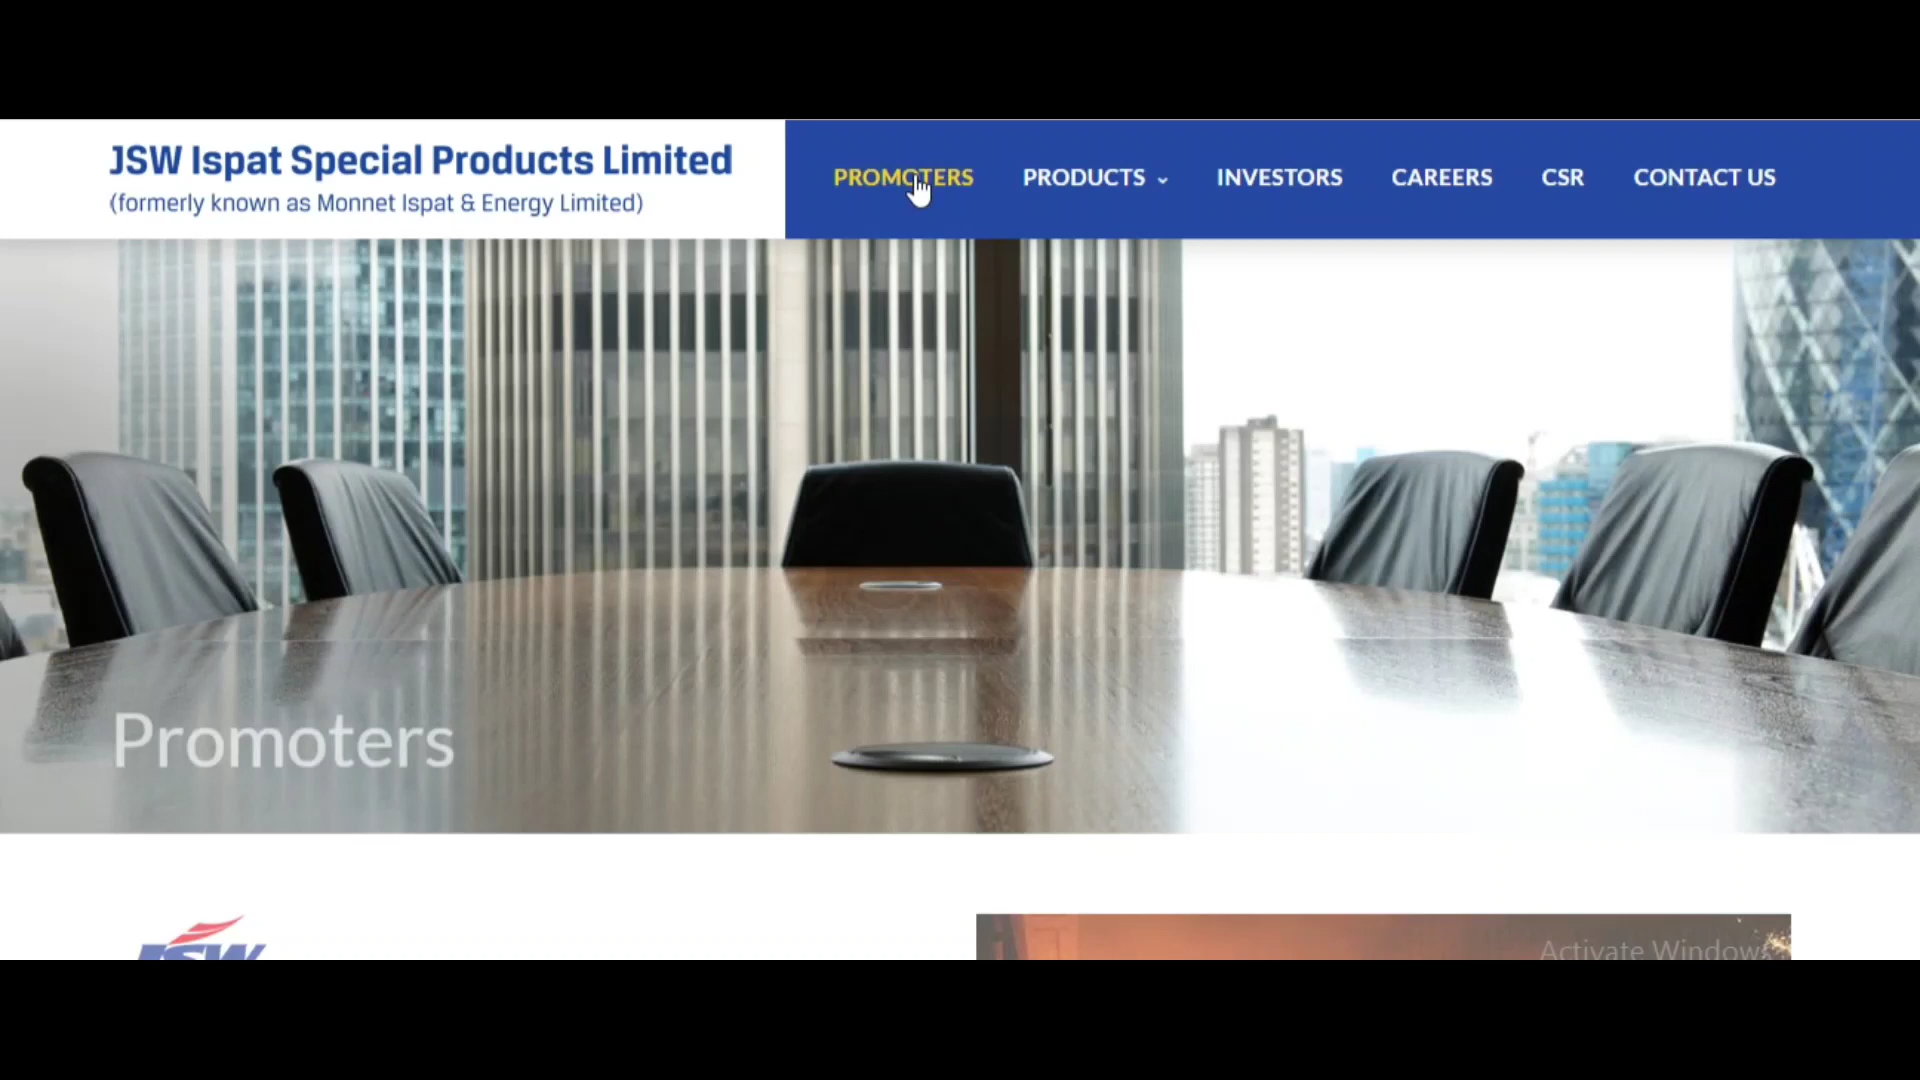 JSW Ispat Special Products Limited
(formerly known as Monnet Ispat & Energy Limited)
PROMOTERS PRODUCTS INVESTORS CAREERS CSR CONTACT US
Promoters
JSW
Activate Windows